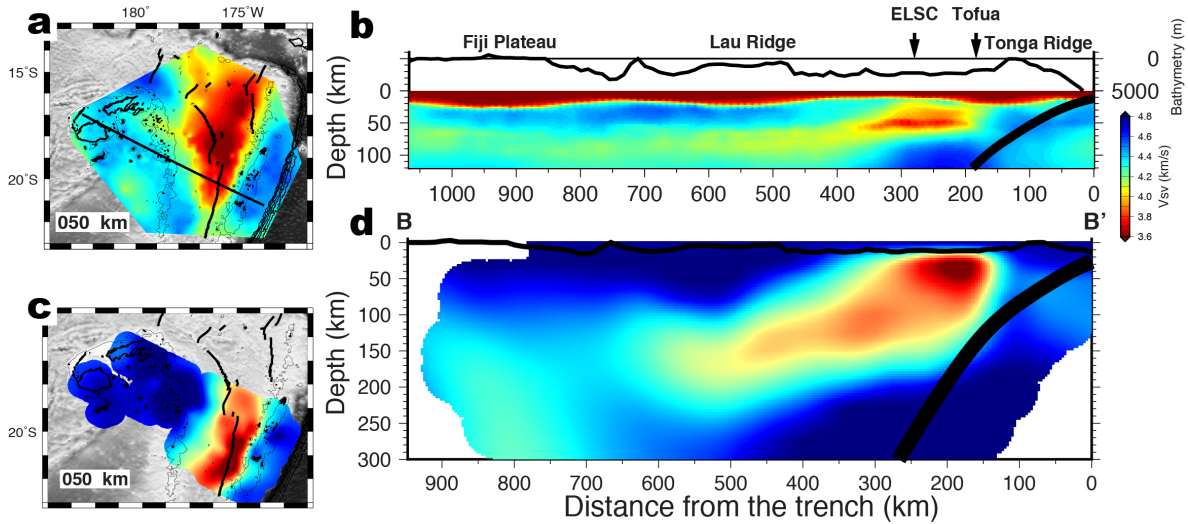 a
180˚ 175˚W
15˚S
20˚S
050 km
b
ELSC Tofua
Fiji Plateau Lau Ridge Tonga Ridge
Depth (km)
0
50
100
0
5000
Bathymetry (m)
1000 900 800 700 600 500 400 300 200 100 0
4.8
4.6
4.4
4.2
4
3.8
3.6
Vsv (km/s)
c
20˚S
050 km
d
B B'
Depth (km)
0
50
100
150
200
250
300
900 800 700 600 500 400 300 200 100 0
Distance from the trench (km)